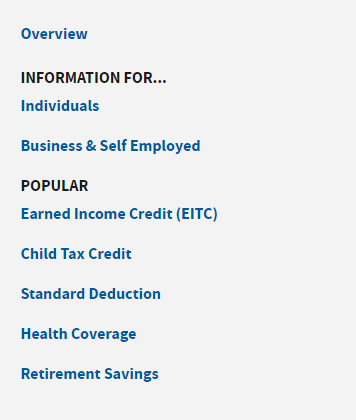 Overview
INFORMATION FOR...
Individuals
Business & Self Employed
POPULAR
Earned Income Credit (EITC)
Child Tax Credit
Standard Deduction
Health Coverage
Retirement Savings